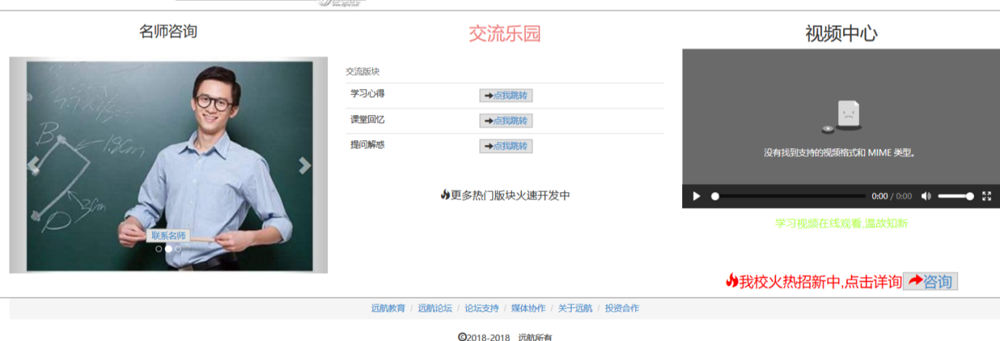 名师咨询
交流乐园
视频中心
交流版块
学习心得
点我跳转
课堂回忆
点我跳转
提问解惑
点我跳转
更多热门版块火速开发中
B
1.8cm
3cm
D
联系名师
没有找到支持的视频格式和 MIME 类型。
0:00 / 0:00
学习视频在线观看,温故知新
我校火热招新中,点击详询 咨询
远航教育 / 远航论坛 / 论坛支持 / 媒体协作 / 关于远航 / 投资合作
©2018-2018 远航所有